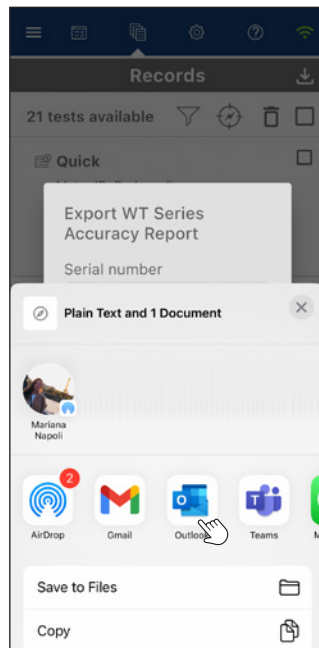 Records
21 tests available
Quick
Export WT Series
Accuracy Report
Serial number
Plain Text and 1 Document
Mariana
Napoli
2
AirDrop
Gmail
Outlook
Teams
Save to Files
Copy